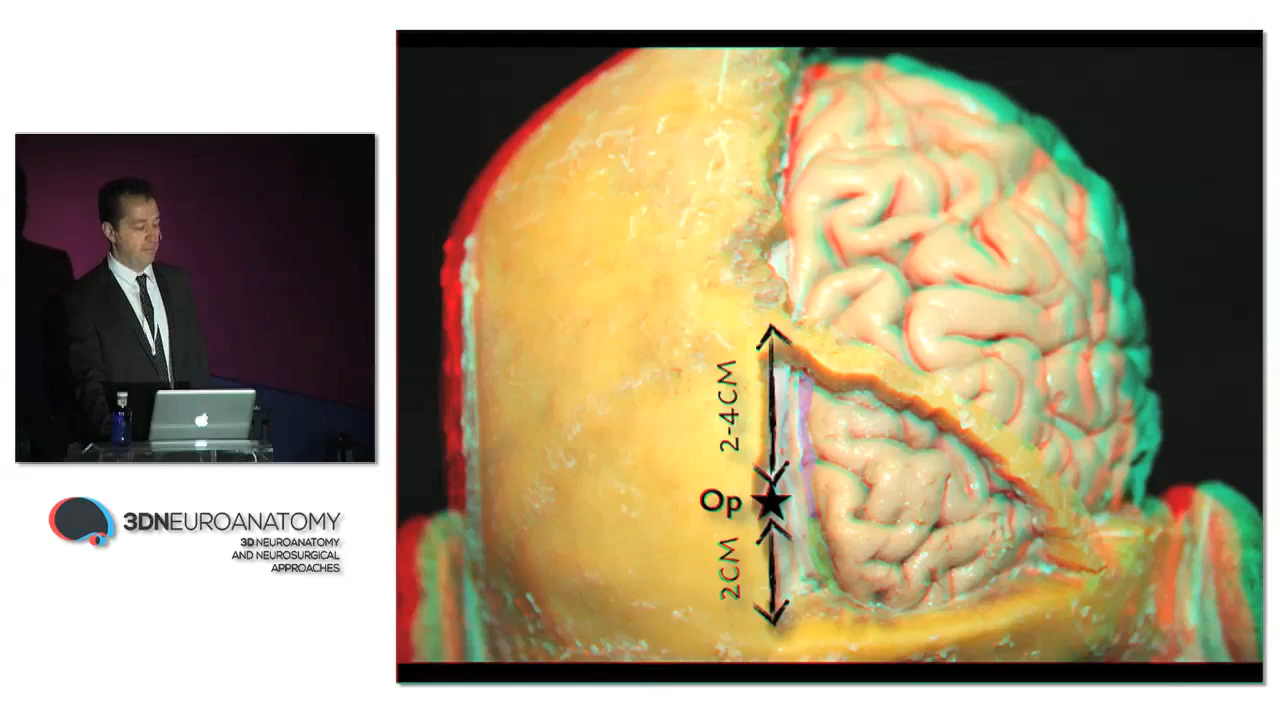 2-4CM
Op
2CM
3DNEUROANATOMY
3D NEUROANATOMY
AND NEUROSURGICAL
APPROACHES